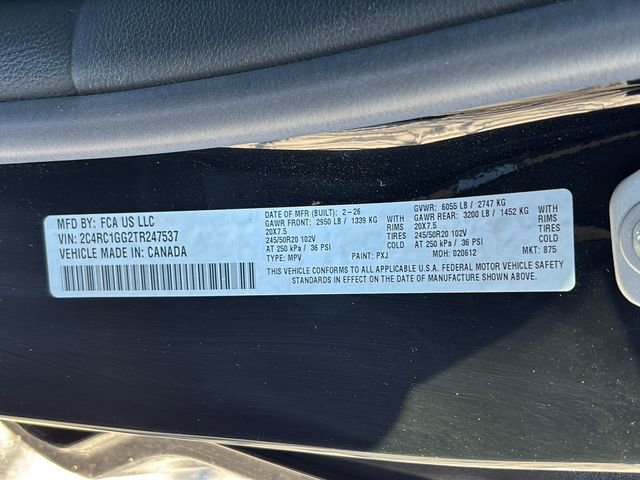 MFD BY: FCA US LLC
VIN: 2C4RC1GG2TR247537
VEHICLE MADE IN: CANADA
DATE OF MFR (BUILT): 2-26
GAWR FRONT: 2950 LB / 1339 KG WITH
20X7.5 RIMS
245/50R20 102V TIRES
AT 250 kPa / 36 PSI
TYPE: MPV PAINT: PXJ
GVWR: 6055 LB / 2747 KG
GAWR REAR: 3200 LB / 1452 KG WITH
20X7.5 RIMS
245/50R20 102V TIRES
AT 250 kPa / 36 PSI
MDH: 020612 MKT: 875
THIS VEHICLE CONFORMS TO ALL APPLICABLE U.S.A. FEDERAL MOTOR VEHICLE SAFETY
STANDARDS IN EFFECT ON THE DATE OF MANUFACTURE SHOWN ABOVE.